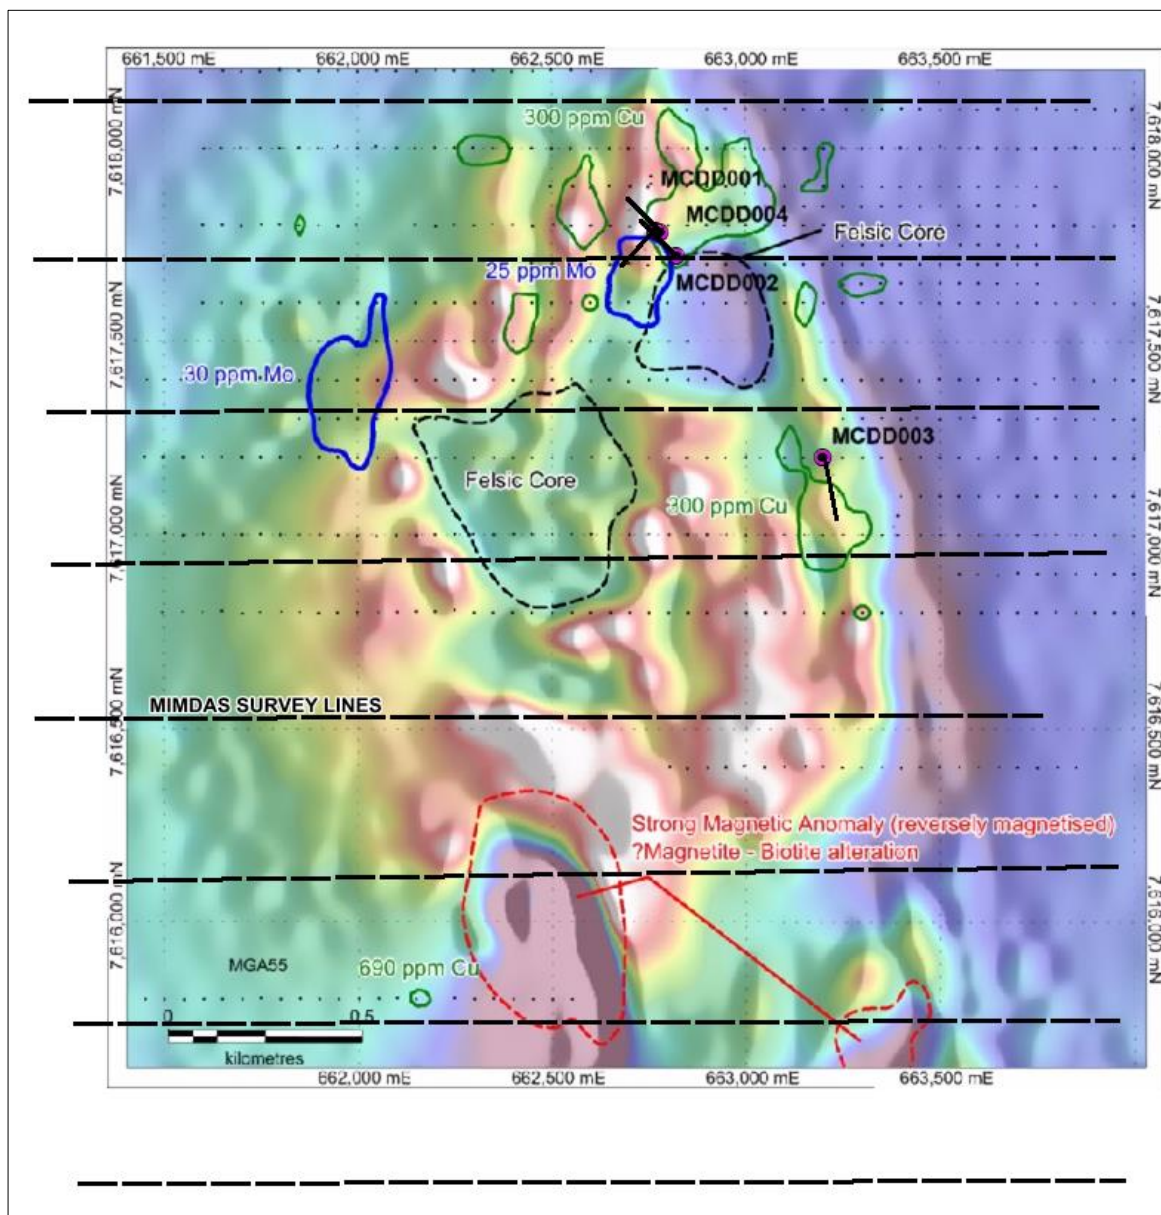 661,500 mE 662,000 mE 662,500 mE 663,000 mE 663,500 mE
300 ppm Cu
7,618,000 mN
7,618,000 mN
MCDD001
MCDD004
Felsic Core
25 ppm Mo
MCDD002
7,617,500 mN
7,617,500 mN
30 ppm Mo
MCDD003
Felsic Core
300 ppm Cu
7,617,000 mN
7,617,000 mN
MIMDAS SURVEY LINES
7,616,500 mN
7,616,500 mN
Strong Magnetic Anomaly (reversely magnetised)
?Magnetite - Biotite alteration
7,616,000 mN
7,616,000 mN
MGA55
690 ppm Cu
0 0.5
kilometres
662,000 mE 662,500 mE 663,000 mE 663,500 mE